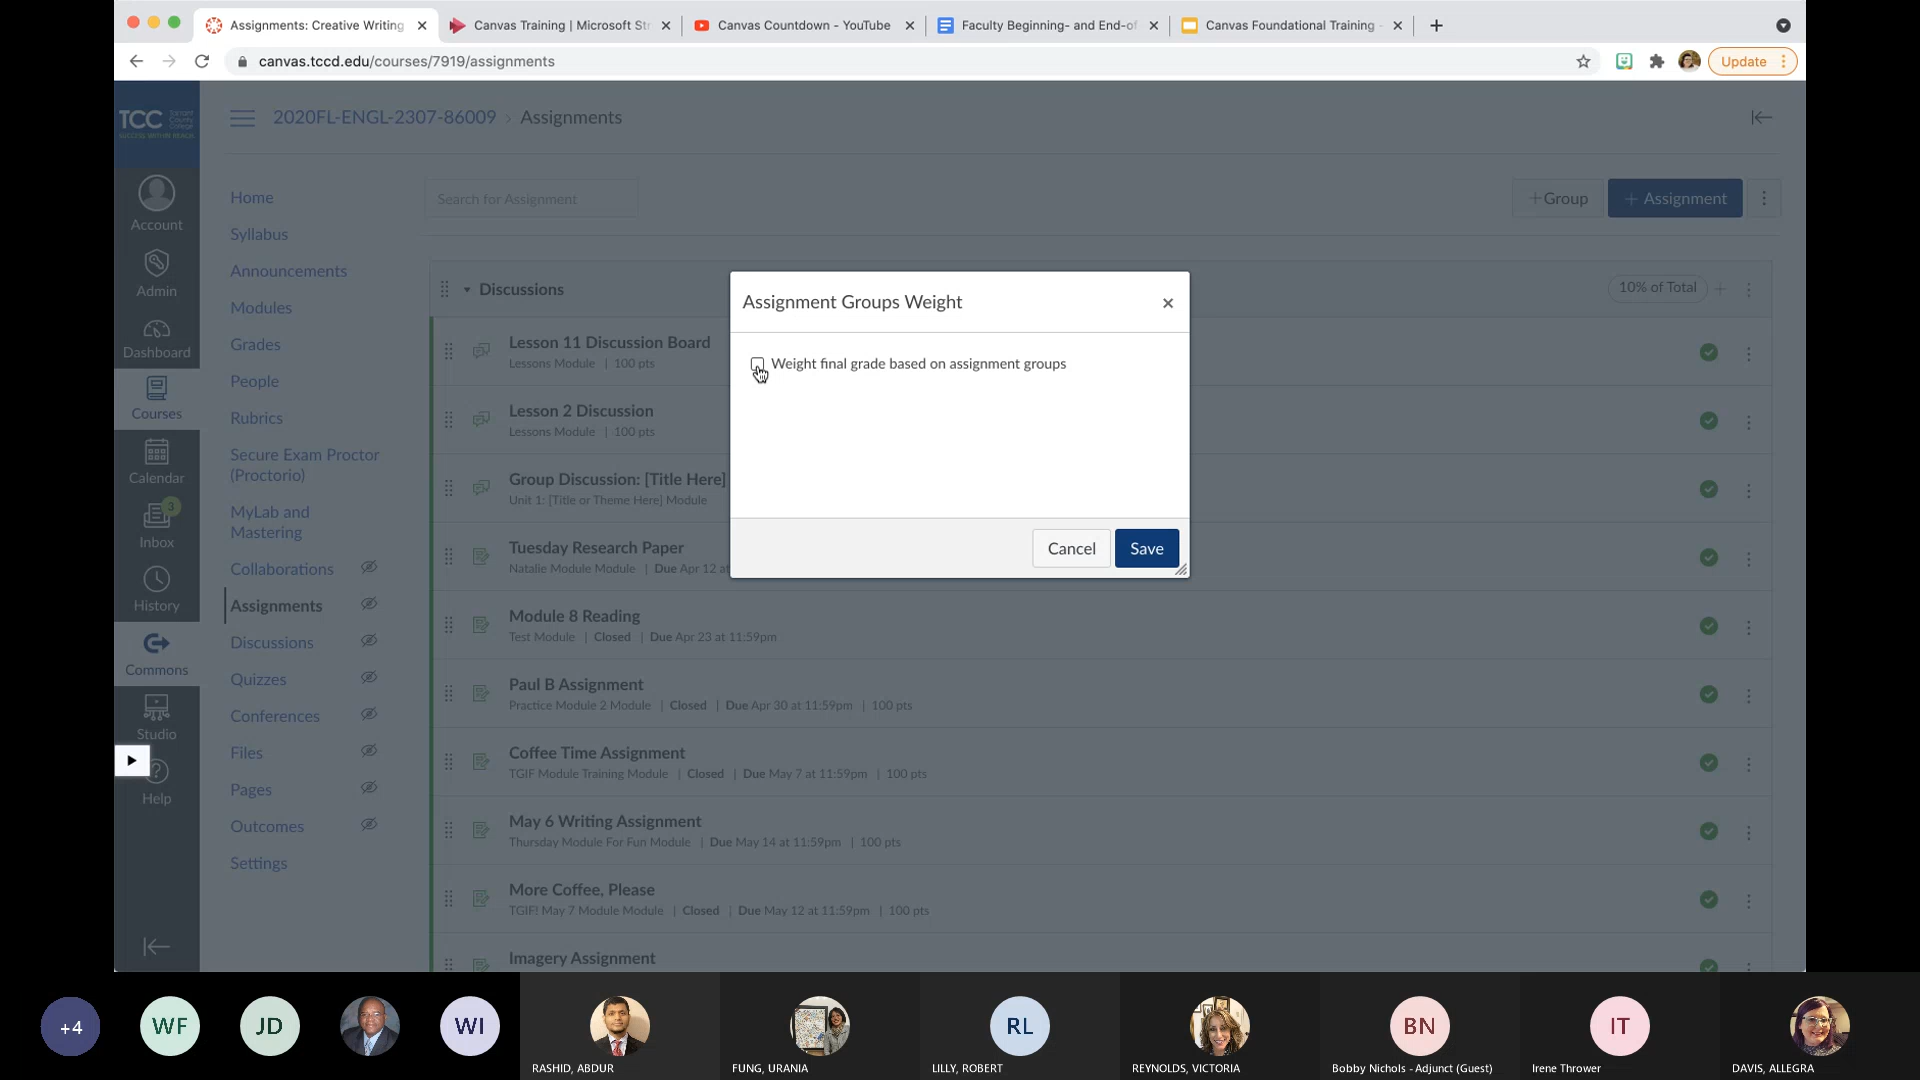 Assignments: Creative Writing
Canvas Training | Microsoft Str
Canvas Countdown - YouTube
Faculty Beginning- and End-of
Canvas Foundational Training -
canvas.tccd.edu/courses/7919/assignments
Update
TCC
Tarrant
County
College
SUCCESS WITHIN REACH.
2020FL-ENGL-2307-86009 › Assignments
Account
Admin
Dashboard
Courses
Calendar
3
Inbox
History
Commons
Studio
Help
Home
Syllabus
Announcements
Modules
Grades
People
Rubrics
Secure Exam Proctor
(Proctorio)
MyLab and
Mastering
Collaborations
Assignments
Discussions
Quizzes
Conferences
Files
Pages
Outcomes
Settings
Search for Assignment
+Group
+ Assignment
Discussions
10% of Total
Lesson 11 Discussion Board
Lessons Module | 100 pts
Lesson 2 Discussion
Lessons Module | 100 pts
Group Discussion: [Title Here]
Unit 1: [Title or Theme Here] Module
Tuesday Research Paper
Natalie Module Module | Due Apr 12 at
Module 8 Reading
Test Module | Closed | Due Apr 23 at 11:59pm
Paul B Assignment
Practice Module 2 Module | Closed | Due Apr 30 at 11:59pm | 100 pts
Coffee Time Assignment
TGIF Module Training Module | Closed | Due May 7 at 11:59pm | 100 pts
May 6 Writing Assignment
Thursday Module For Fun Module | Due May 14 at 11:59pm | 100 pts
More Coffee, Please
TGIF! May 7 Module Module | Closed | Due May 12 at 11:59pm | 100 pts
Imagery Assignment
Assignment Groups Weight
Weight final grade based on assignment groups
Cancel
Save
+4
WF
JD
WI
RASHID, ABDUR
FUNG, URANIA
RL
LILLY, ROBERT
REYNOLDS, VICTORIA
BN
Bobby Nichols - Adjunct (Guest)
IT
Irene Thrower
DAVIS, ALLEGRA